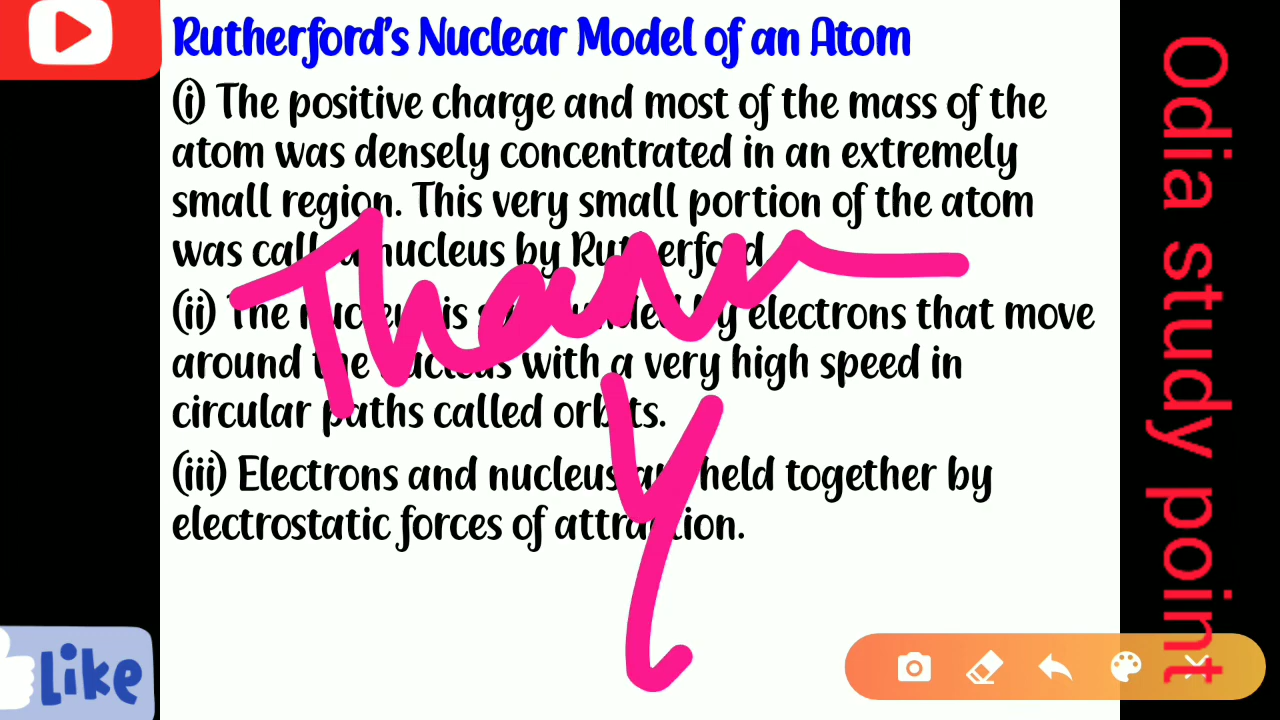 Rutherford's Nuclear Model of an Atom
(i) The positive charge and most of the mass of the
atom was densely concentrated in an extremely
small region. This very small portion of the atom
was called nucleus by Rutherford
(ii) The nucleus is surrounded by electrons that move
around the nucleus with a very high speed in
circular paths called orbits.
(iii) Electrons and nucleus are held together by
electrostatic forces of attraction.
Thank
Y
Like
Odia study point